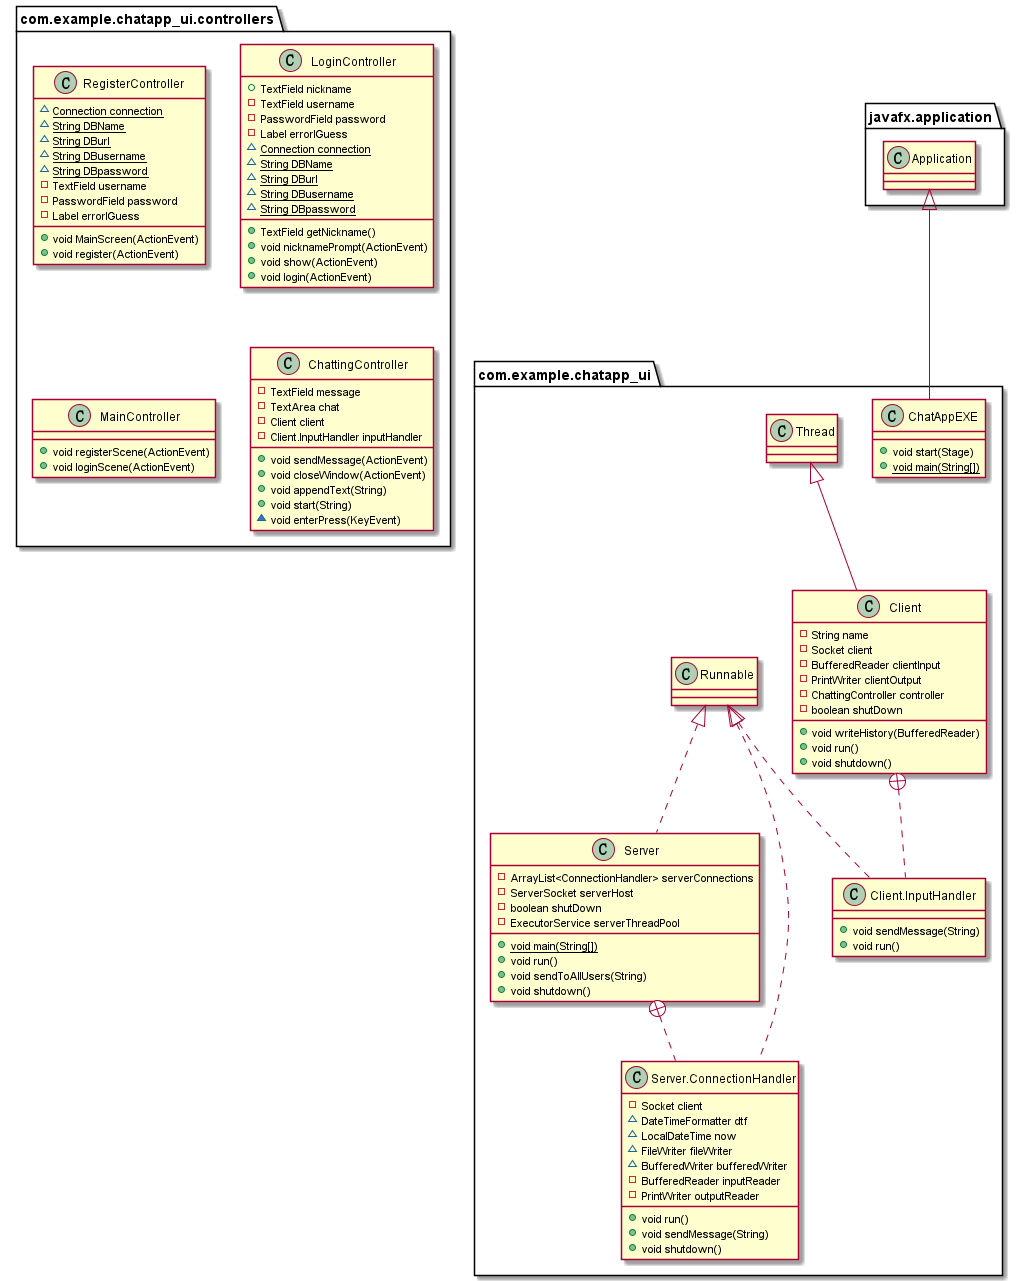 com.example.chatapp_ui.controllers
C RegisterController
Connection connection
String DBName
String DBurl
String DBusername
String DBpassword
TextField username
PasswordField password
Label errorlGuess
void MainScreen(ActionEvent)
void register(ActionEvent)
C LoginController
TextField nickname
TextField username
PasswordField password
Label errorlGuess
Connection connection
String DBName
String DBurl
String DBusername
String DBpassword
TextField getNickname()
void nicknamePrompt(ActionEvent)
void show(ActionEvent)
void login(ActionEvent)
C MainController
void registerScene(ActionEvent)
void loginScene(ActionEvent)
C ChattingController
TextField message
TextArea chat
Client client
Client.InputHandler inputHandler
void sendMessage(ActionEvent)
void closeWindow(ActionEvent)
void appendText(String)
void start(String)
void enterPress(KeyEvent)
javafx.application
C Application
com.example.chatapp_ui
C Thread
C ChatAppEXE
void start(Stage)
void main(String[])
C Client
String name
Socket client
BufferedReader clientInput
PrintWriter clientOutput
ChattingController controller
boolean shutDown
void writeHistory(BufferedReader)
void run()
void shutdown()
C Runnable
C Server
ArrayList<ConnectionHandler> serverConnections
ServerSocket serverHost
boolean shutDown
ExecutorService serverThreadPool
void main(String[])
void run()
void sendToAllUsers(String)
void shutdown()
C Client.InputHandler
void sendMessage(String)
void run()
C Server.ConnectionHandler
Socket client
DateTimeFormatter dtf
LocalDateTime now
FileWriter fileWriter
BufferedWriter bufferedWriter
BufferedReader inputReader
PrintWriter outputReader
void run()
void sendMessage(String)
void shutdown()